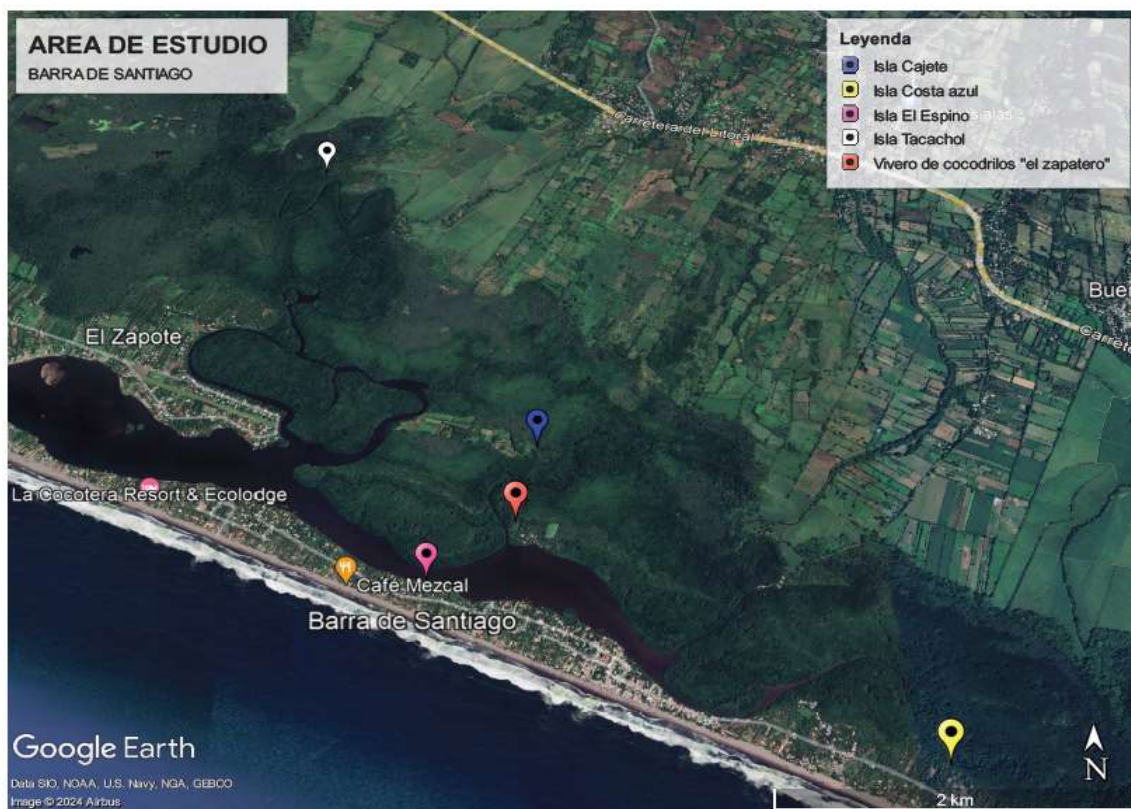 AREA DE ESTUDIO
BARRA DE SANTIAGO
Leyenda
Isla Cajete
Isla Costa azul
Isla El Espino
Isla Tacachol
Vivero de cocodrilos "el zapatero"
Carretera del Litoral
El Zapote
La Cocotera Resort & Ecolodge
Café Mezcal
Barra de Santiago
Google Earth
Data SIO, NOAA, U.S. Navy, NGA, GEBCO
Image © 2024 Airbus
N
2 km